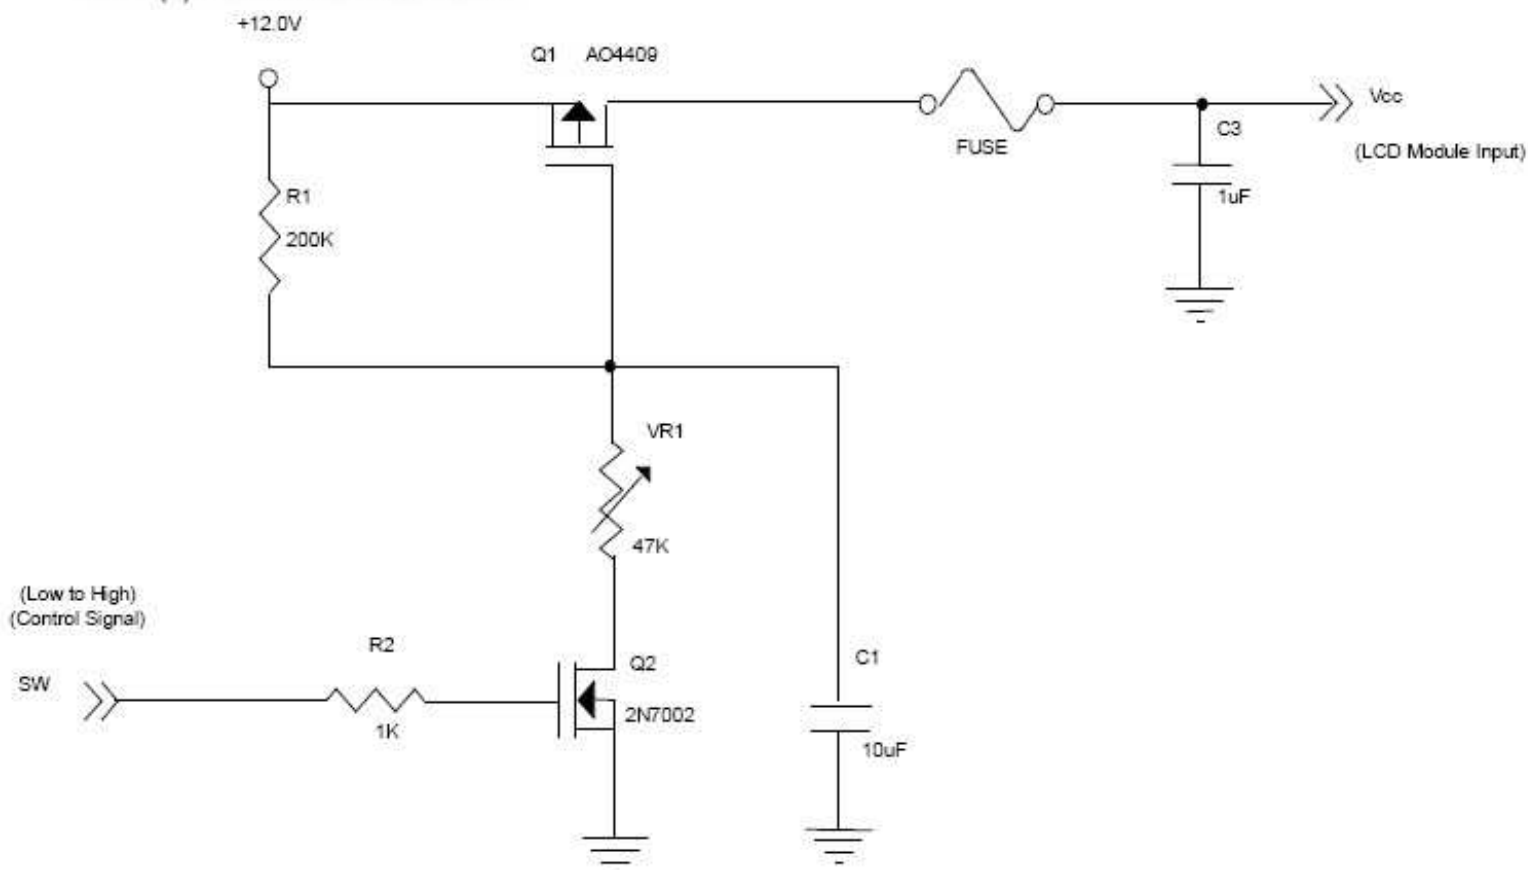 +12.0V
Q1 AO4409
Vcc
C3
FUSE
(LCD Module Input)
R1
1uF
200K
VR1
47K
(Low to High)
(Control Signal)
R2
Q2
C1
SW
2N7002
1K
10uF